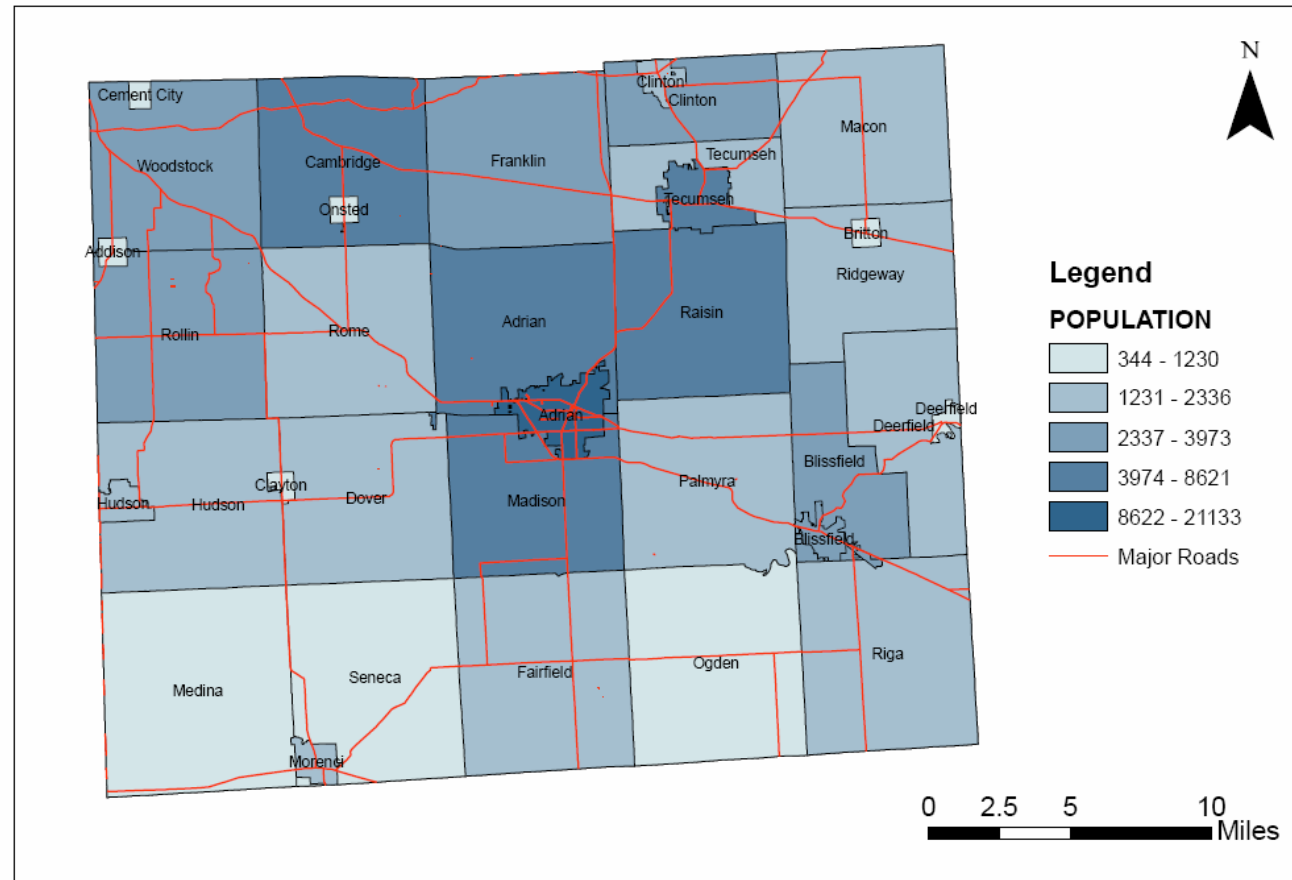 N
Clinton
Cement City
Clinton
Macon
Tecumseh
Cambridge
Franklin
Woodstock
Tecumseh
Onsted
Britton
Addison
Ridgeway
Raisin
Adrian
Rome
Rollin
Deerfield
Adrian
Deerfield
Blissfield
Palmyra
Clayton
Dover
Madison
Hudson
Hudson
Blissfield
Riga
Ogden
Fairfield
Seneca
Medina
Morenci
Legend
POPULATION
344 - 1230
1231 - 2336
2337 - 3973
3974 - 8621
8622 - 21133
Major Roads
0 2.5 5 10
Miles